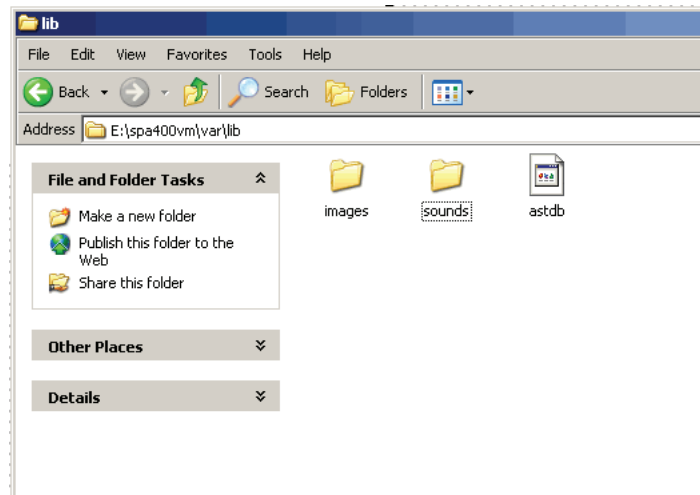 lib
File Edit View Favorites Tools Help
Back Search Folders
Address E:\spa400vm\var\lib
File and Folder Tasks
Make a new folder
Publish this folder to the
Web
Share this folder
Other Places
Details
images sounds astdb